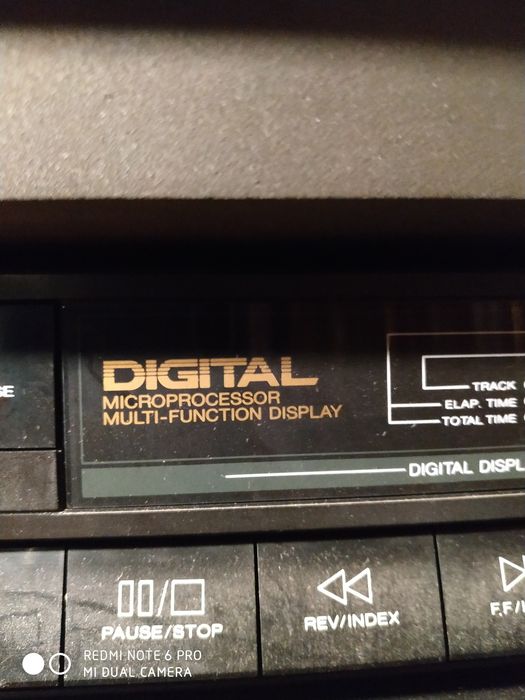 DIGITAL
MICROPROCESSOR
MULTI-FUNCTION DISPLAY
TRACK
ELAP. TIME
TOTAL TIME
DIGITAL
PAUSE/STOP
REV/INDEX
REDMI NOTE 6 PRO
MI DUAL CAMERA